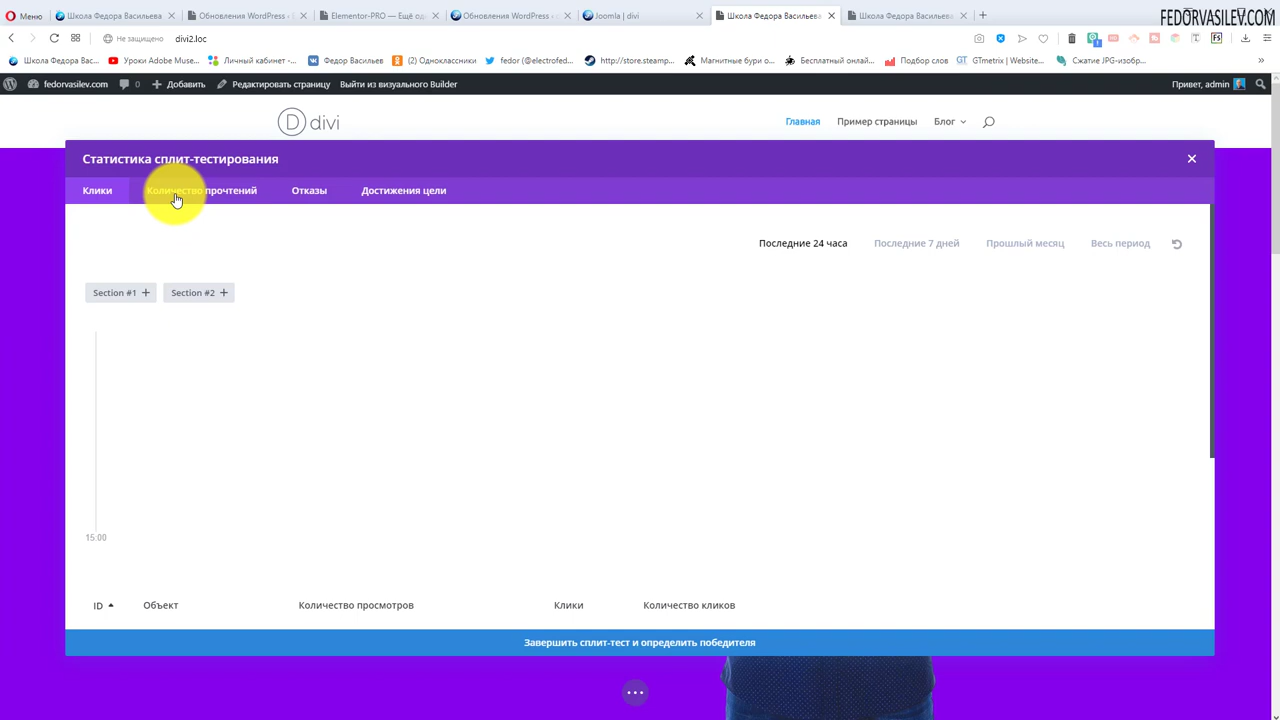 Меню
Школа Федора Васильева
Обновления WordPress
Elementor-PRO — Ещё од
Обновления WordPress
Joomla | divi
Школа Федора Васильева
Школа Федора Васильева
FEDORVASILEV.COM
Не защищено
divi2.loc
Школа Федора Вас...
Уроки Adobe Muse...
Личный кабинет -...
Федор Васильев
(2) Одноклассники
fedor (@electrofed...
http://store.steamp...
Магнитные бури о...
Бесплатный онлай...
Подбор слов
GTmetrix | Website...
Сжатие JPG-изобр...
»
fedorvasilev.com
0
Добавить
Редактировать страницу
Выйти из визуального Builder
Привет, admin
D divi
Главная
Пример страницы
Блог
Статистика сплит-тестирования
Клики
Количество прочтений
Отказы
Достижения цели
Последние 24 часа
Последние 7 дней
Прошлый месяц
Весь период
Section #1 +
Section #2 +
15:00
ID
Объект
Количество просмотров
Клики
Количество кликов
Завершить сплит-тест и определить победителя